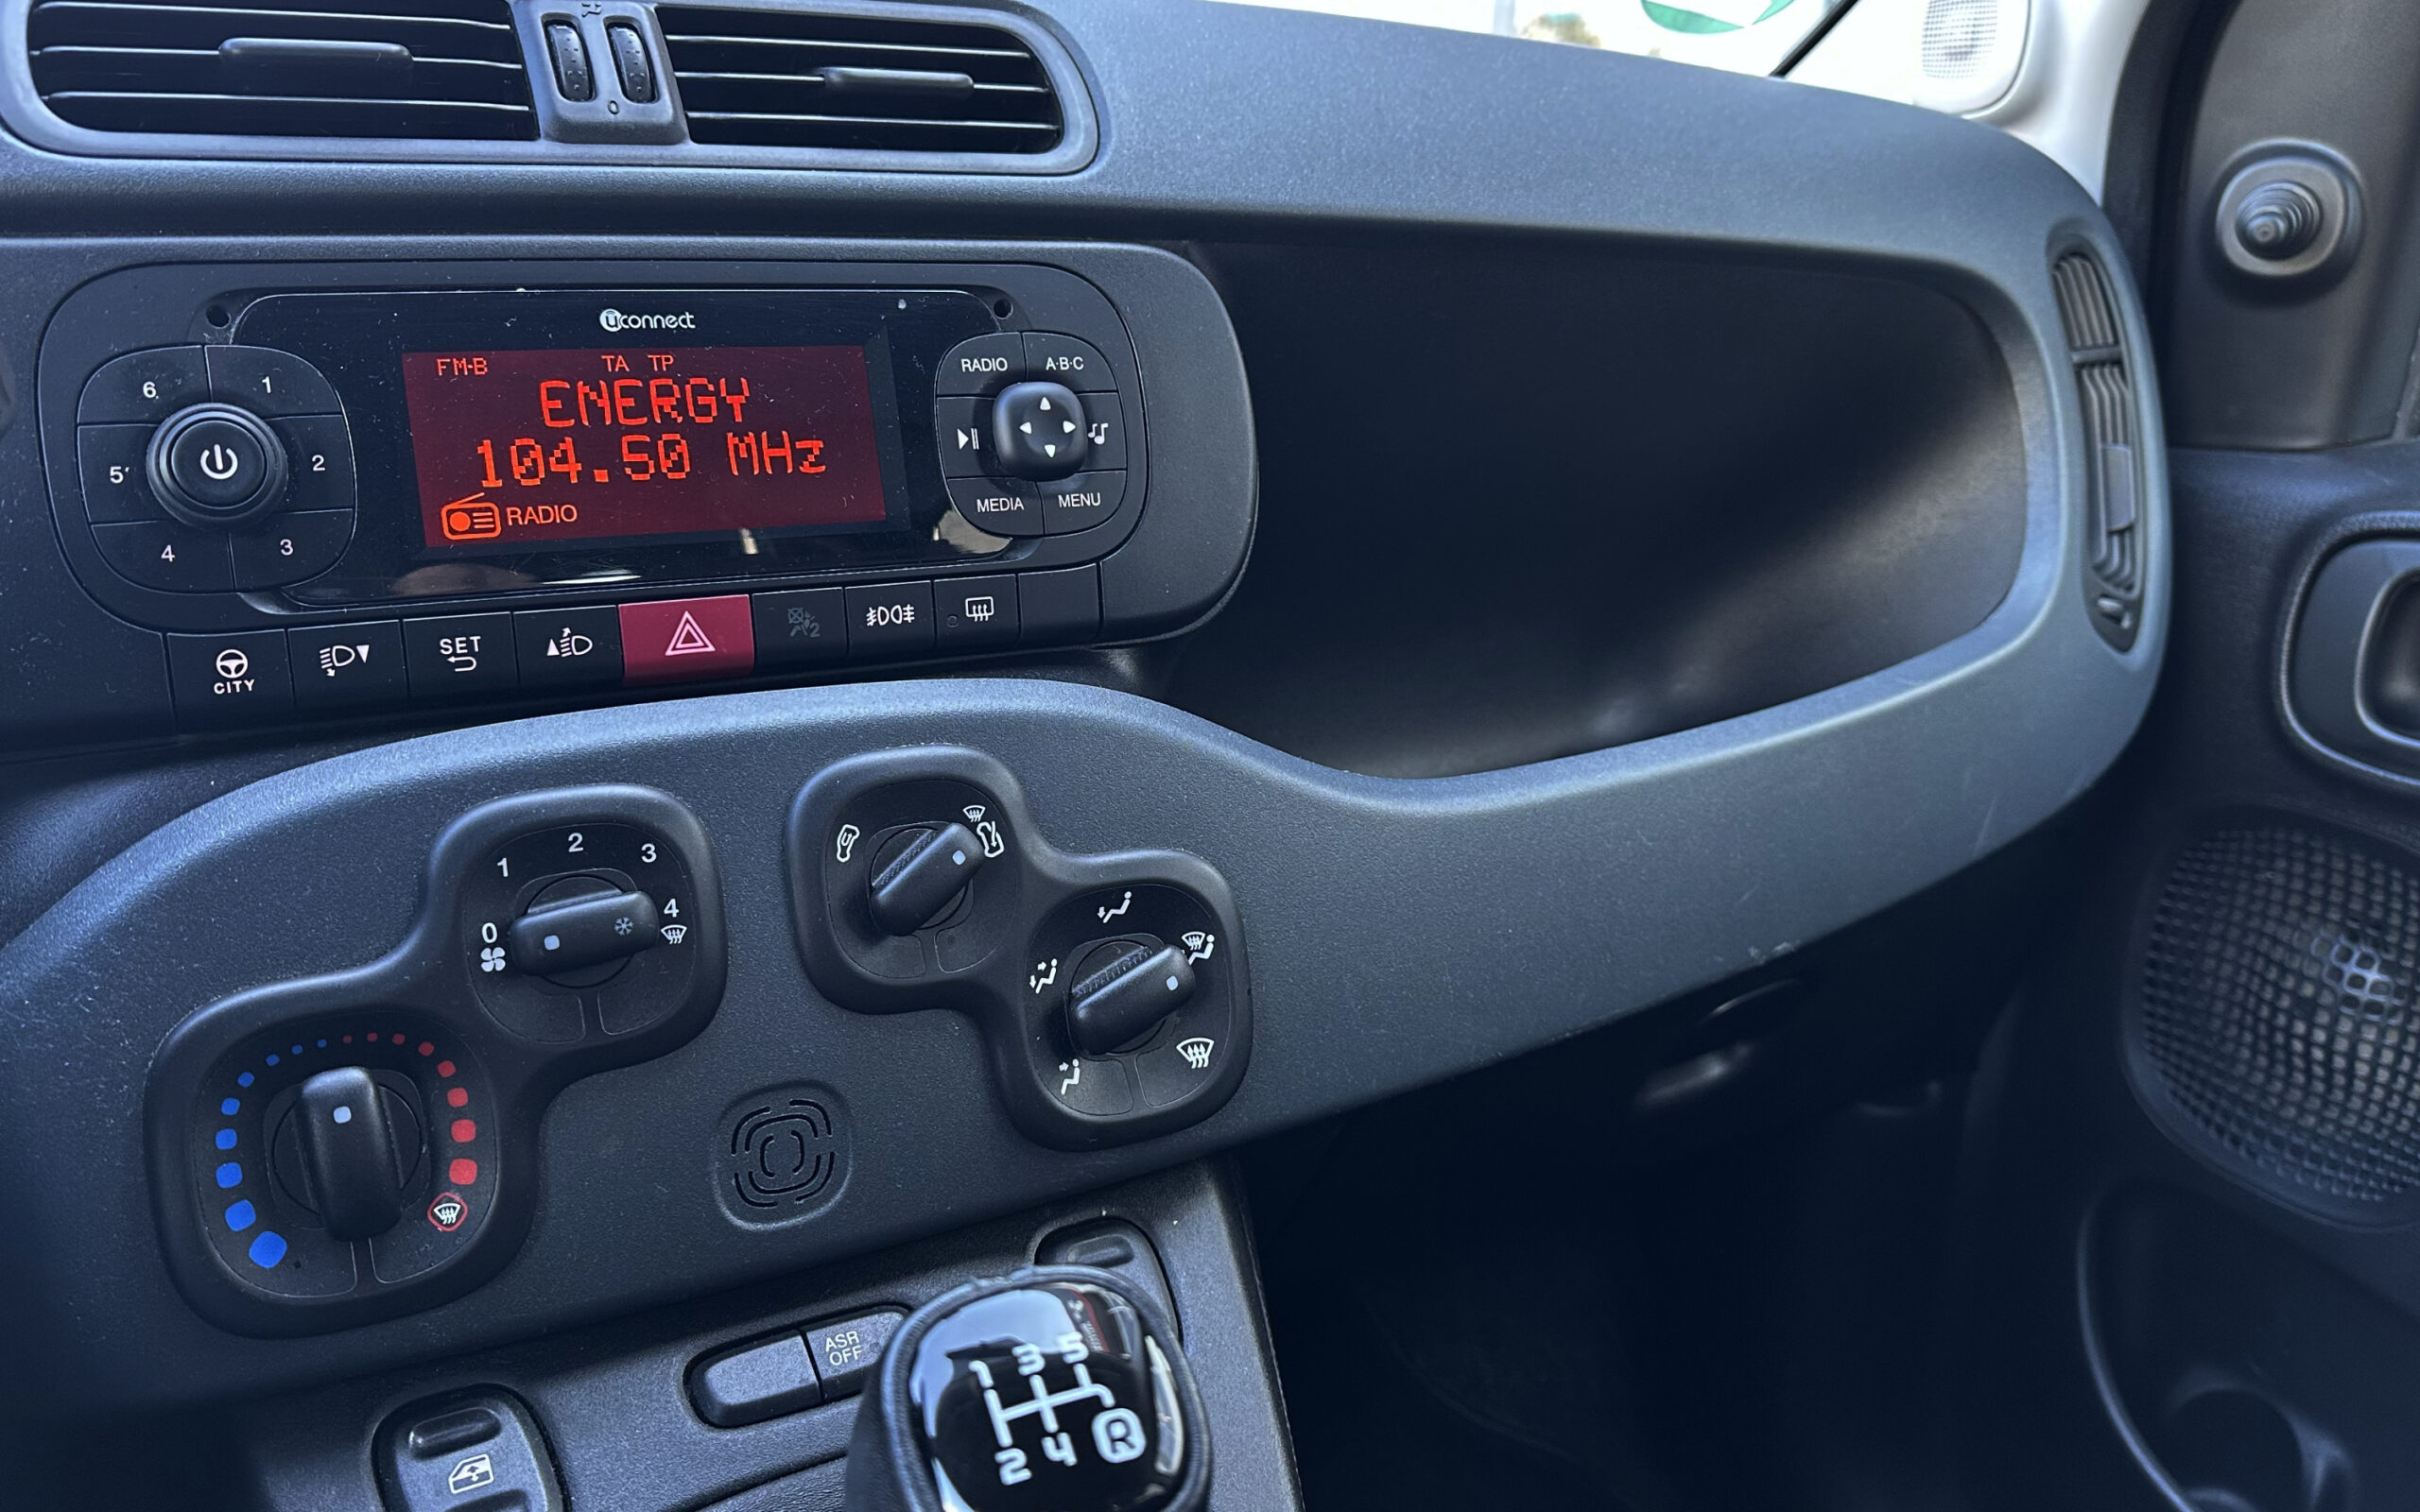 uconnect
FM-B TA TP
ENERGY
104.50 MHz
RADIO
6 1
5 2
4 3
RADIO A·B·C
MEDIA MENU
CITY
SET
2
0 1 2 3 4
ASR
OFF
1 3 5
2 4 R